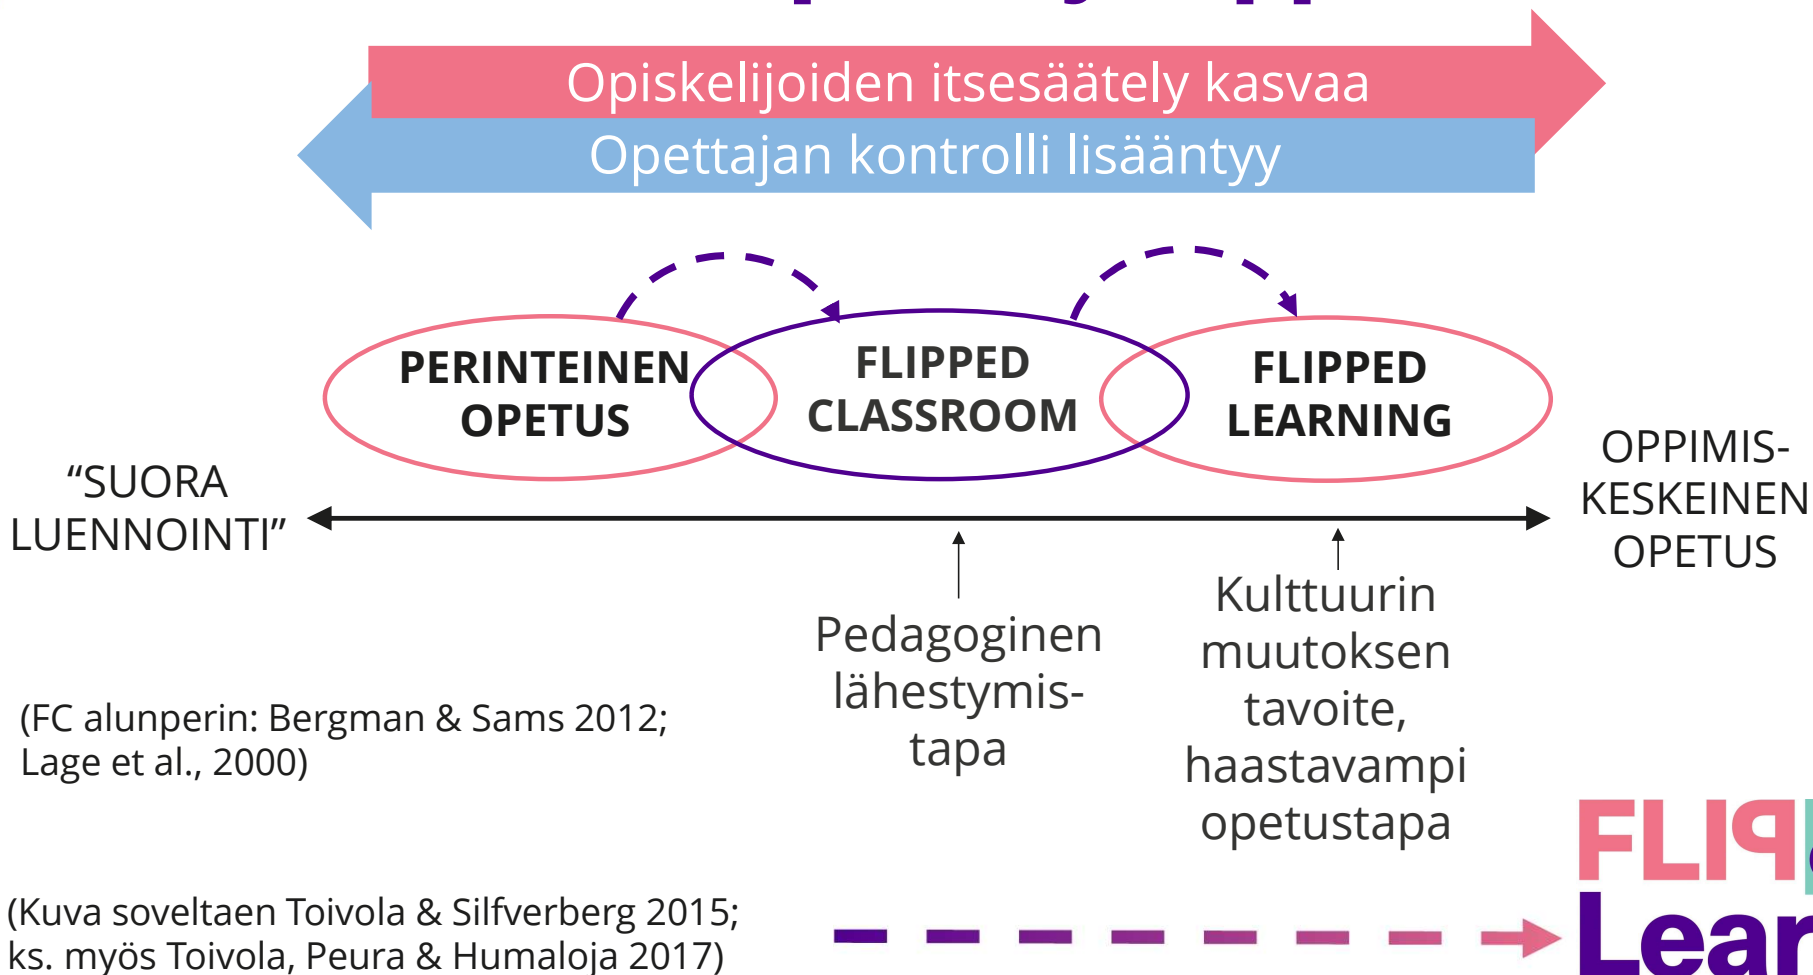 Opiskelijoiden itsesäätely kasvaa
Opettajan kontrolli lisääntyy
PERINTEINEN
OPETUS
FLIPPED
CLASSROOM
FLIPPED
LEARNING
“SUORA
LUENNOINTI”
OPPIMIS-
KESKEINEN
OPETUS
Pedagoginen
lähestymis-
tapa
Kulttuurin
muutoksen
tavoite,
haastavampi
opetustapa
(FC alunperin: Bergman & Sams 2012;
Lage et al., 2000)
(Kuva soveltaen Toivola & Silfverberg 2015;
ks. myös Toivola, Peura & Humaloja 2017)
FLIP
Lear